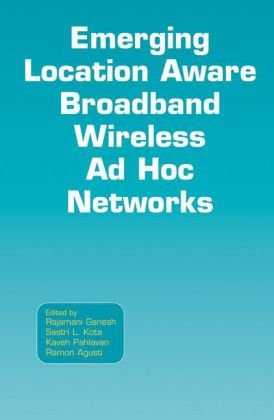 Emerging
Location Aware
Broadband
Wireless
Ad Hoc
Networks
Edited by
Rajamani Ganesh
Sastri L. Kota
Kaveh Pahlavan
Ramon Agusti